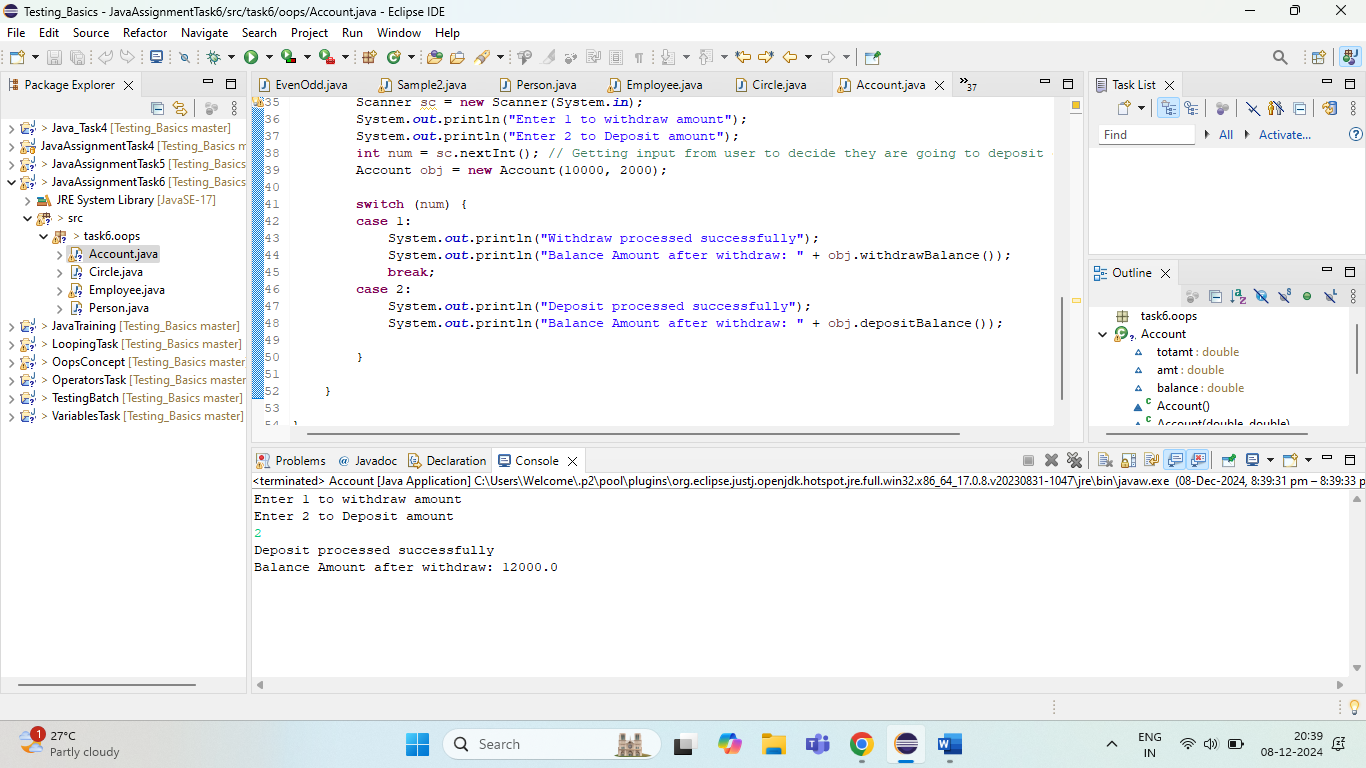 Testing_Basics - JavaAssignmentTask6/src/task6/oops/Account.java - Eclipse IDE
File Edit Source Refactor Navigate Search Project Run Window Help
Package Explorer
> Java_Task4 [Testing_Basics master]
JavaAssignmentTask4 [Testing_Basics m
> JavaAssignmentTask5 [Testing_Basics
> JavaAssignmentTask6 [Testing_Basics
JRE System Library [JavaSE-17]
> src
> task6.oops
Account.java
Circle.java
Employee.java
Person.java
> JavaTraining [Testing_Basics master]
> LoopingTask [Testing_Basics master]
> OopsConcept [Testing_Basics master
> OperatorsTask [Testing_Basics master
> TestingBatch [Testing_Basics master]
> VariablesTask [Testing_Basics master]
EvenOdd.java Sample2.java Person.java Employee.java Circle.java Account.java 37
35 Scanner sc = new Scanner(System.in);
36 System.out.println("Enter 1 to withdraw amount");
37 System.out.println("Enter 2 to Deposit amount");
38 int num = sc.nextInt(); // Getting input from user to decide they are going to deposit
39 Account obj = new Account(10000, 2000);
40
41 switch (num) {
42 case 1:
43 System.out.println("Withdraw processed successfully");
44 System.out.println("Balance Amount after withdraw: " + obj.withdrawBalance());
45 break;
46 case 2:
47 System.out.println("Deposit processed successfully");
48 System.out.println("Balance Amount after withdraw: " + obj.depositBalance());
49
50 }
51
52 }
53
54 }
Task List
Find All Activate...
Outline
task6.oops
Account
totamt : double
amt : double
balance : double
Account()
Account(double, double)
Problems Javadoc Declaration Console
<terminated> Account [Java Application] C:\Users\Welcome\.p2\pool\plugins\org.eclipse.justj.openjdk.hotspot.jre.full.win32.x86_64_17.0.8.v20230831-1047\jre\bin\javaw.exe (08-Dec-2024, 8:39:31 pm – 8:39:33 p
Enter 1 to withdraw amount
Enter 2 to Deposit amount
2
Deposit processed successfully
Balance Amount after withdraw: 12000.0
1
27°C
Partly cloudy
Search
ENG
IN
20:39
08-12-2024